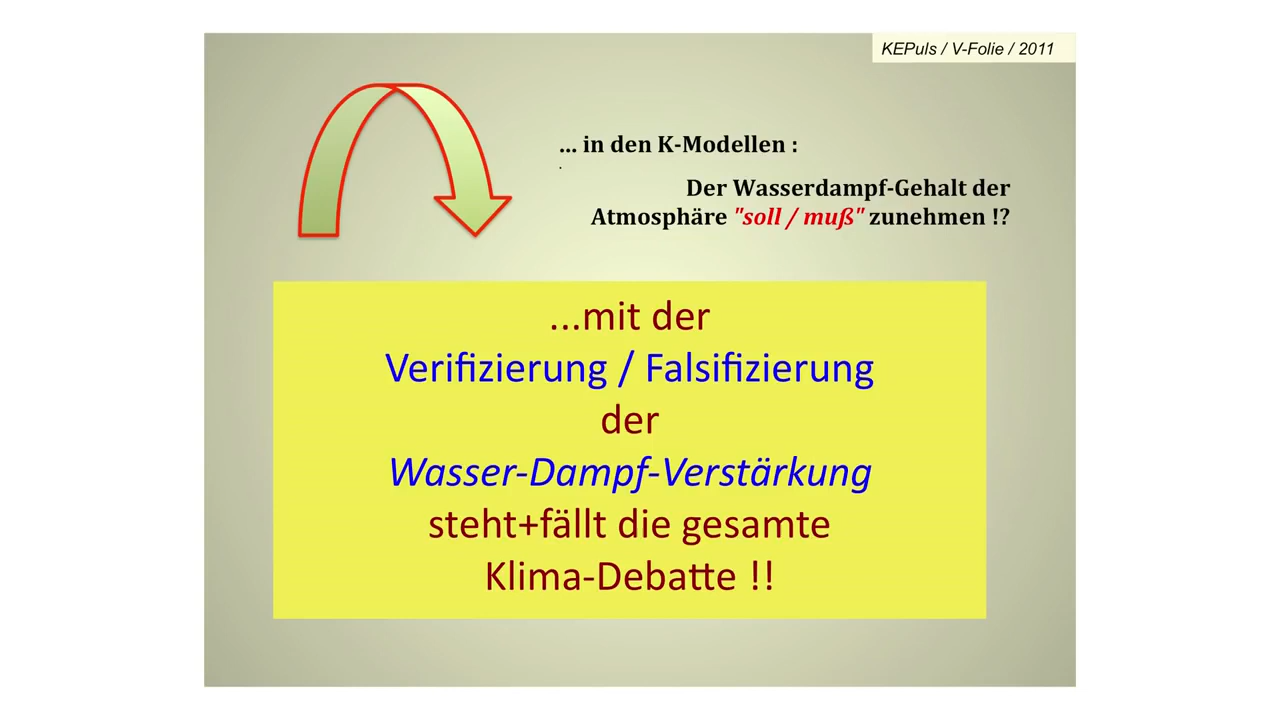 KEPuls / V-Folie / 2011
... in den K-Modellen :
.
Der Wasserdampf-Gehalt der
Atmosphäre "soll / muß" zunehmen !?
...mit der
Verifizierung / Falsifizierung
der
Wasser-Dampf-Verstärkung
steht+fällt die gesamte
Klima-Debatte !!